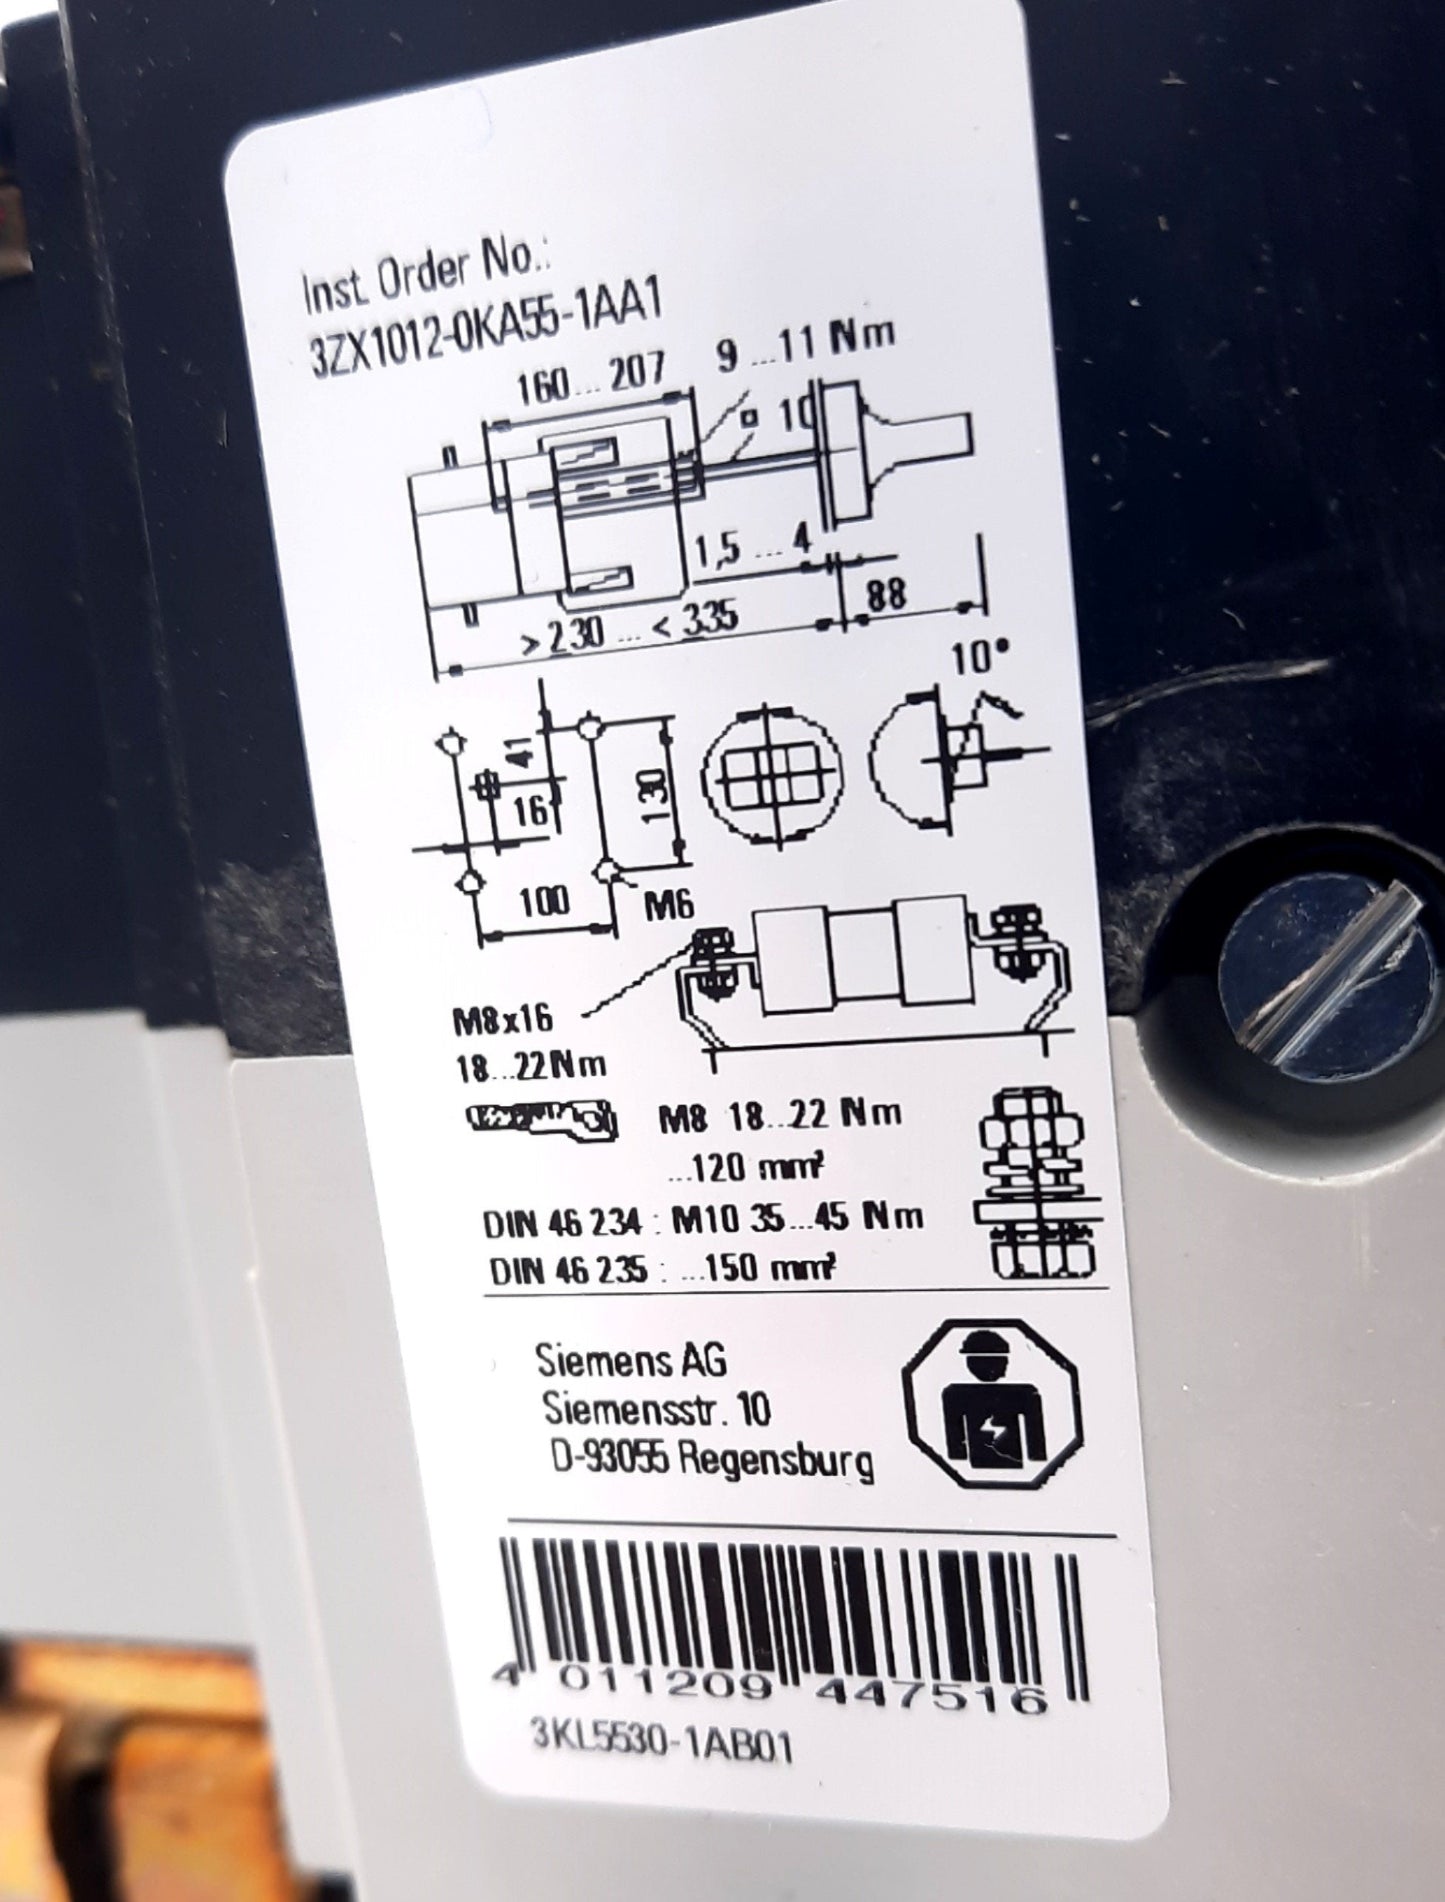 Inst. Order No.:
3ZX1012-0KA55-1AA1
160... 207
9 ...11 Nm
10
1,5 ... 4
88
>230 ... <335
10°
41
16
130
100
M6
M8x16
18...22Nm
M8 18...22 Nm
...120 mm²
DIN 46 234 : M10 35...45 Nm
DIN 46 235 : ...150 mm²
Siemens AG
Siemensstr. 10
D-93055 Regensburg
4 011209 447516
3KL5530-1AB01